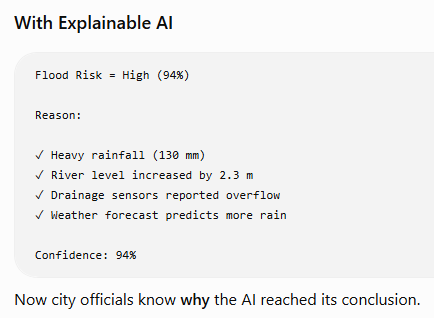 With Explainable AI
Flood Risk = High (94%)
Reason:
✓ Heavy rainfall (130 mm)
✓ River level increased by 2.3 m
✓ Drainage sensors reported overflow
✓ Weather forecast predicts more rain
Confidence: 94%
Now city officials know why the AI reached its conclusion.